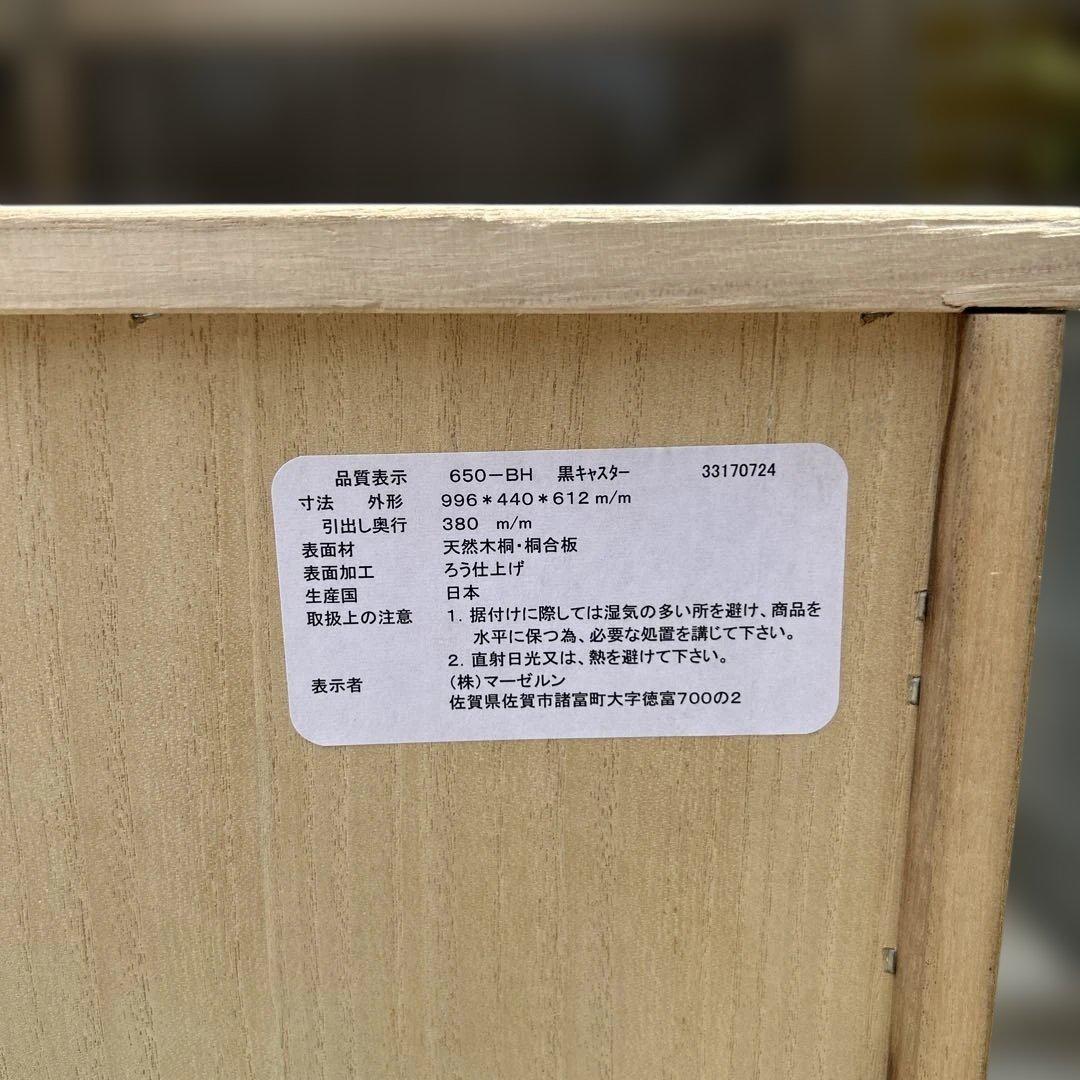 品質表示 650-BH 黒キャスター 33170724
寸法 外形 996*440*612 m/m
引出し奥行 380 m/m
表面材 天然木桐・桐合板
表面加工 ろう仕上げ
生産国 日本
取扱上の注意 1. 据付けに際しては湿気の多い所を避け、商品を
水平に保つ為、必要な処置を講じて下さい。
2. 直射日光又は、熱を避けて下さい。
表示者 (株)マーゼルン
佐賀県佐賀市諸富町大字徳富700の2